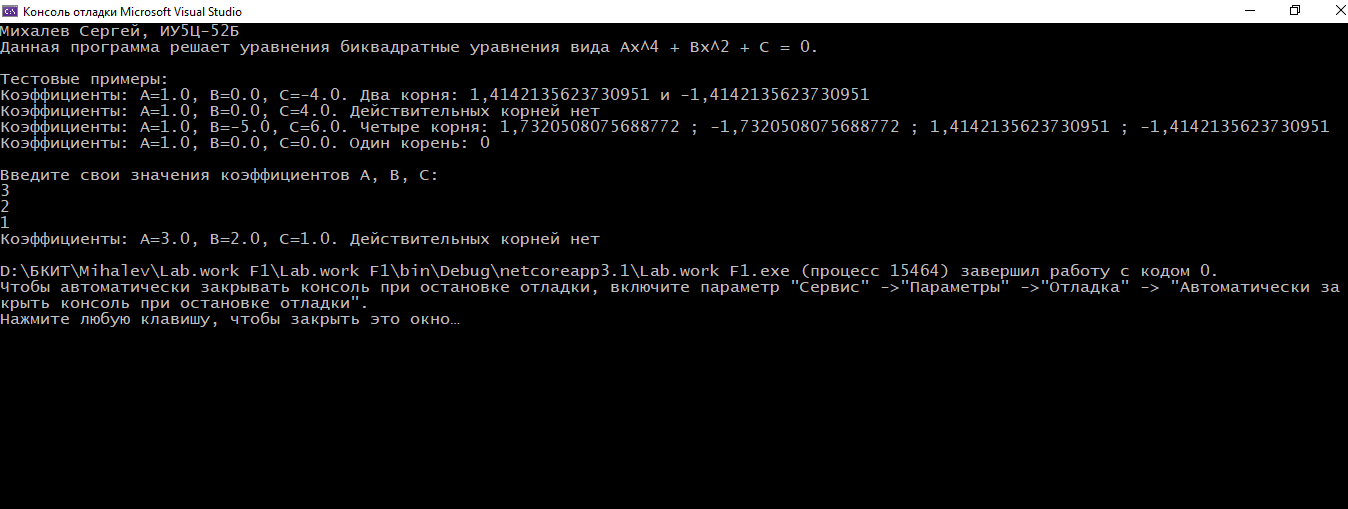 Консоль отладки Microsoft Visual Studio
Михалев Сергей, ИУ5Ц-52Б
Данная программа решает уравнения биквадратные уравнения вида Ax^4 + Bx^2 + C = 0.
Тестовые примеры:
Коэффициенты: A=1.0, B=0.0, C=-4.0. Два корня: 1,4142135623730951 и -1,4142135623730951
Коэффициенты: A=1.0, B=0.0, C=4.0. Действительных корней нет
Коэффициенты: A=1.0, B=-5.0, C=6.0. Четыре корня: 1,7320508075688772 ; -1,7320508075688772 ; 1,4142135623730951 ; -1,4142135623730951
Коэффициенты: A=1.0, B=0.0, C=0.0. Один корень: 0
Введите свои значения коэффициентов A, B, C:
3
2
1
Коэффициенты: A=3.0, B=2.0, C=1.0. Действительных корней нет
D:\БКИТ\Mihalev\Lab.work F1\Lab.work F1\bin\Debug\netcoreapp3.1\Lab.work F1.exe (процесс 15464) завершил работу с кодом 0.
Чтобы автоматически закрывать консоль при остановке отладки, включите параметр "Сервис" ->"Параметры" ->"Отладка" -> "Автоматически за
крыть консоль при остановке отладки".
Нажмите любую клавишу, чтобы закрыть это окно…